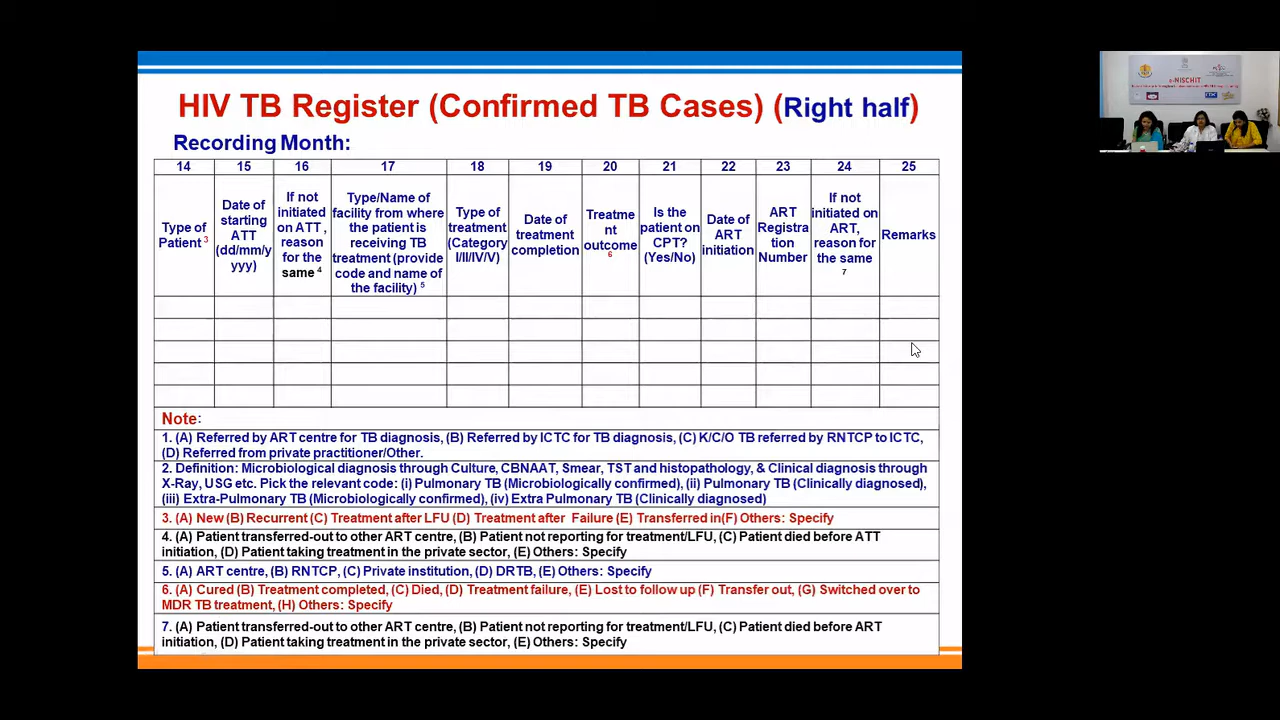 HIV TB Register (Confirmed TB Cases) (Right half)
Recording Month:
14 15 16 17 18 19 20 21 22 23 24 25
Type of
Patient 3
Date of
starting
ATT
(dd/mm/y
yyy)
If not
initiated
on ATT ,
reason
for the
same 4
Type/Name of
facility from where
the patient is
receiving TB
treatment (provide
code and name of
the facility) 5
Type of
treatment
(Category
I/II/IV/V)
Date of
treatment
completion
Treatme
nt
outcome
6
Is the
patient on
CPT?
(Yes/No)
Date of
ART
initiation
ART
Registra
tion
Number
If not
initiated on
ART,
reason for
the same
7
Remarks
Note:
1. (A) Referred by ART centre for TB diagnosis, (B) Referred by ICTC for TB diagnosis, (C) K/C/O TB referred by RNTCP to ICTC,
(D) Referred from private practitioner/Other.
2. Definition: Microbiological diagnosis through Culture, CBNAAT, Smear, TST and histopathology, & Clinical diagnosis through
X-Ray, USG etc. Pick the relevant code: (i) Pulmonary TB (Microbiologically confirmed), (ii) Pulmonary TB (Clinically diagnosed),
(iii) Extra-Pulmonary TB (Microbiologically confirmed), (iv) Extra Pulmonary TB (Clinically diagnosed)
3. (A) New (B) Recurrent (C) Treatment after LFU (D) Treatment after Failure (E) Transferred in(F) Others: Specify
4. (A) Patient transferred-out to other ART centre, (B) Patient not reporting for treatment/LFU, (C) Patient died before ATT
initiation, (D) Patient taking treatment in the private sector, (E) Others: Specify
5. (A) ART centre, (B) RNTCP, (C) Private institution, (D) DRTB, (E) Others: Specify
6. (A) Cured (B) Treatment completed, (C) Died, (D) Treatment failure, (E) Lost to follow up (F) Transfer out, (G) Switched over to
MDR TB treatment, (H) Others: Specify
7. (A) Patient transferred-out to other ART centre, (B) Patient not reporting for treatment/LFU, (C) Patient died before ART
initiation, (D) Patient taking treatment in the private sector, (E) Others: Specify
e-NISCHIT